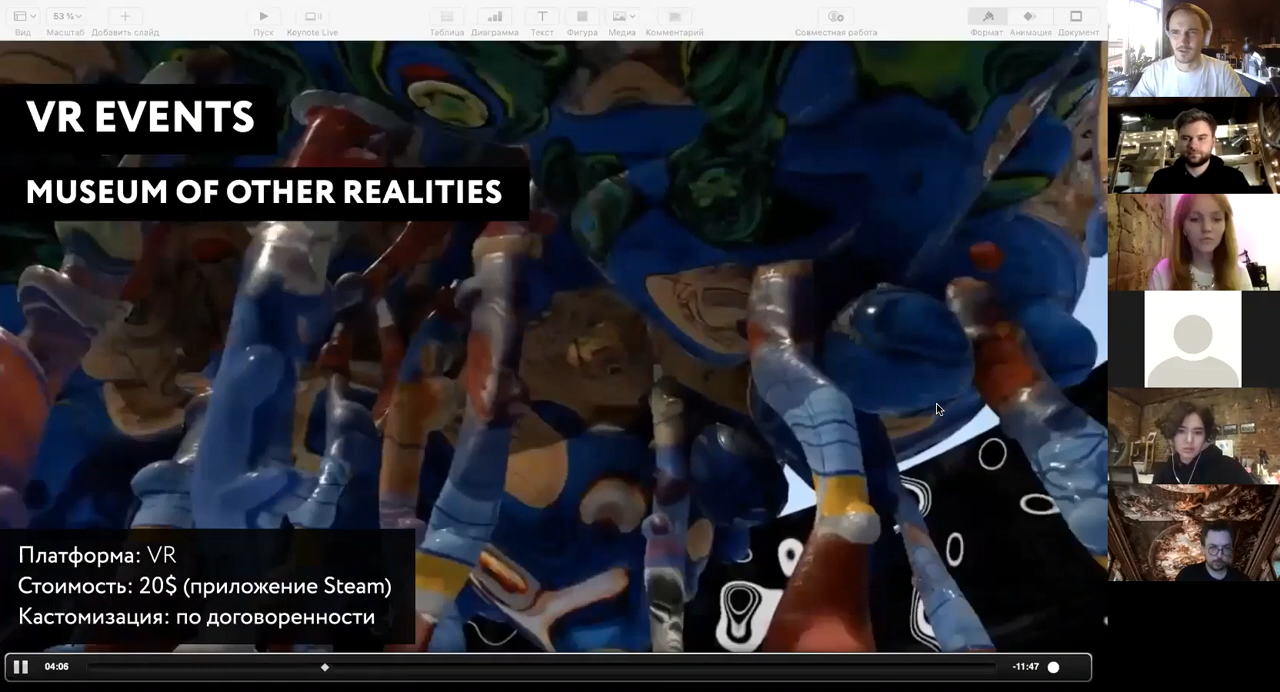 53 %
Вид
Масштаб
Добавить слайд
Пуск
Keynote Live
Таблица
Диаграмма
Текст
Фигура
Медиа
Комментарий
Совместная работа
Формат
Анимация
Документ
VR EVENTS
MUSEUM OF OTHER REALITIES
Платформа: VR
Стоимость: 20$ (приложение Steam)
Кастомизация: по договоренности
04:06
-11:47